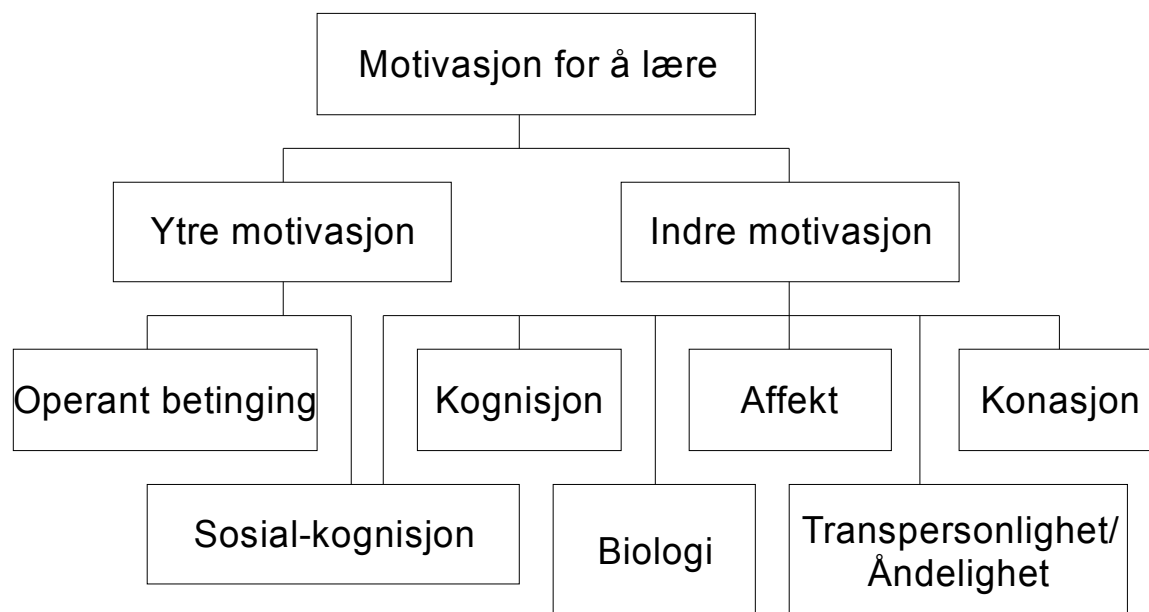 Motivasjon for å lære
Ytre motivasjon
Indre motivasjon
Operant betinging
Kognisjon
Affekt
Konasjon
Sosial-kognisjon
Biologi
Transpersonlighet/
Åndelighet